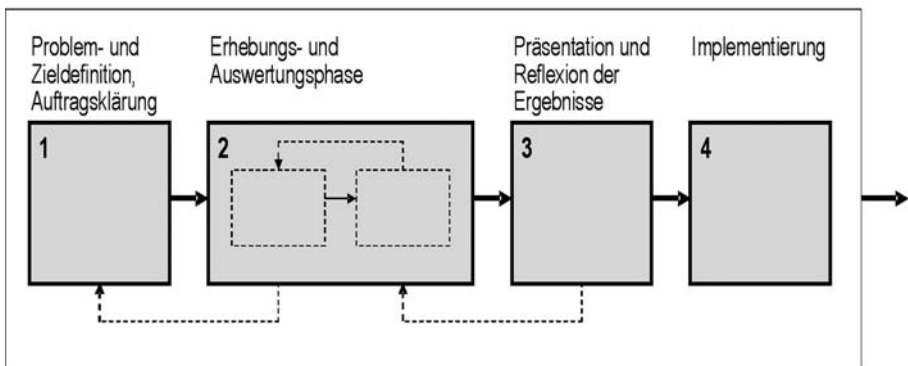 Problem- und
Zieldefinition,
Auftragsklärung
Erhebungs- und
Auswertungsphase
Präsentation und
Reflexion der
Ergebnisse
Implementierung
1
2
3
4